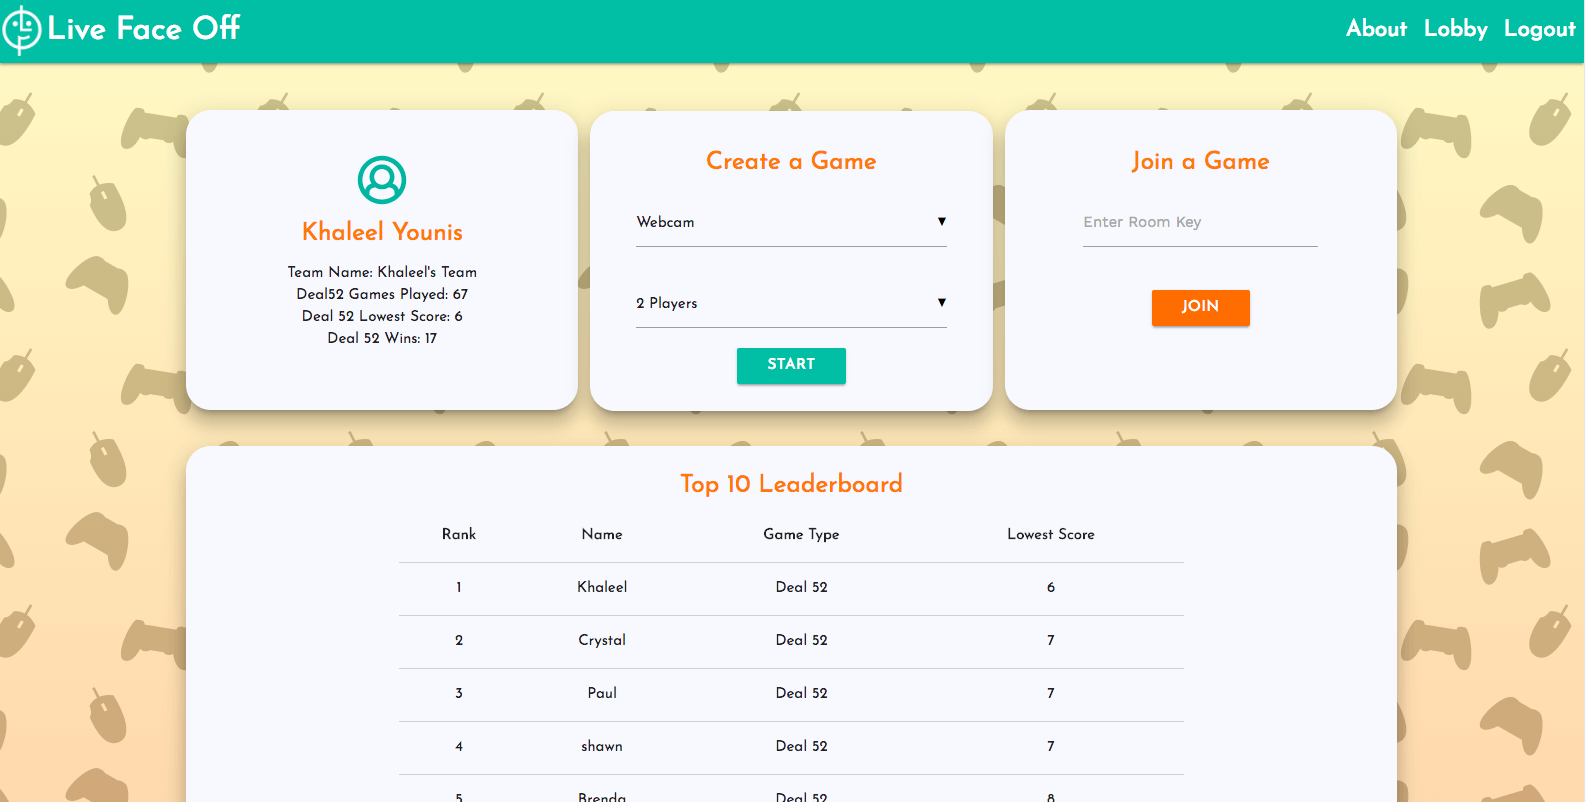 Live Face Off
About Lobby Logout
Khaleel Younis
Team Name: Khaleel's Team
Deal52 Games Played: 67
Deal 52 Lowest Score: 6
Deal 52 Wins: 17
Create a Game
Webcam ▼
2 Players ▼
START
Join a Game
Enter Room Key
JOIN
Top 10 Leaderboard
Rank Name Game Type Lowest Score
1 Khaleel Deal 52 6
2 Crystal Deal 52 7
3 Paul Deal 52 7
4 shawn Deal 52 7
5 Brenda Deal 52 8